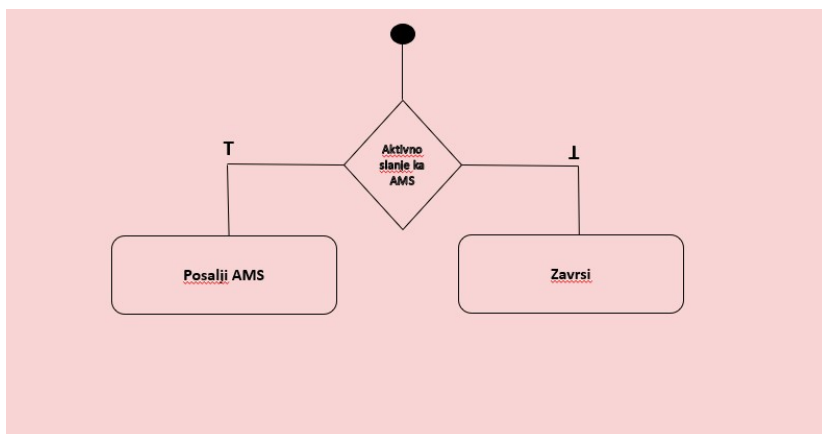 T
Aktivno
slanje ka
AMS
⊥
Posalji AMS
Zavrsi